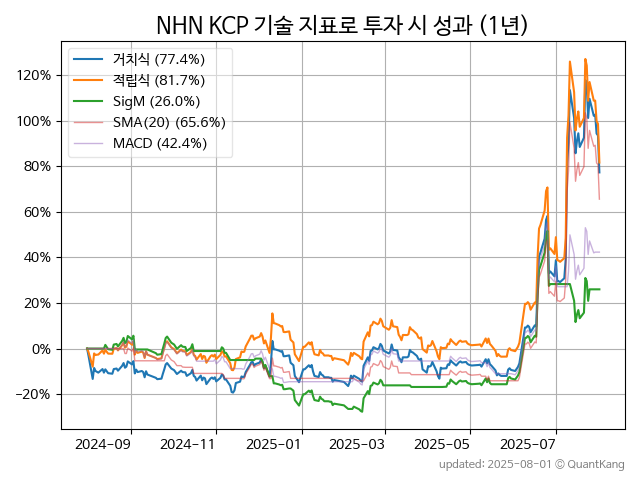 NHN KCP 기술 지표로 투자 시 성과 (1년)
거치식 (77.4%)
적립식 (81.7%)
SigM (26.0%)
SMA(20) (65.6%)
MACD (42.4%)
120%
100%
80%
60%
40%
20%
0%
−20%
2024-09 2024-11 2025-01 2025-03 2025-05 2025-07
updated: 2025-08-01 © QuantKang